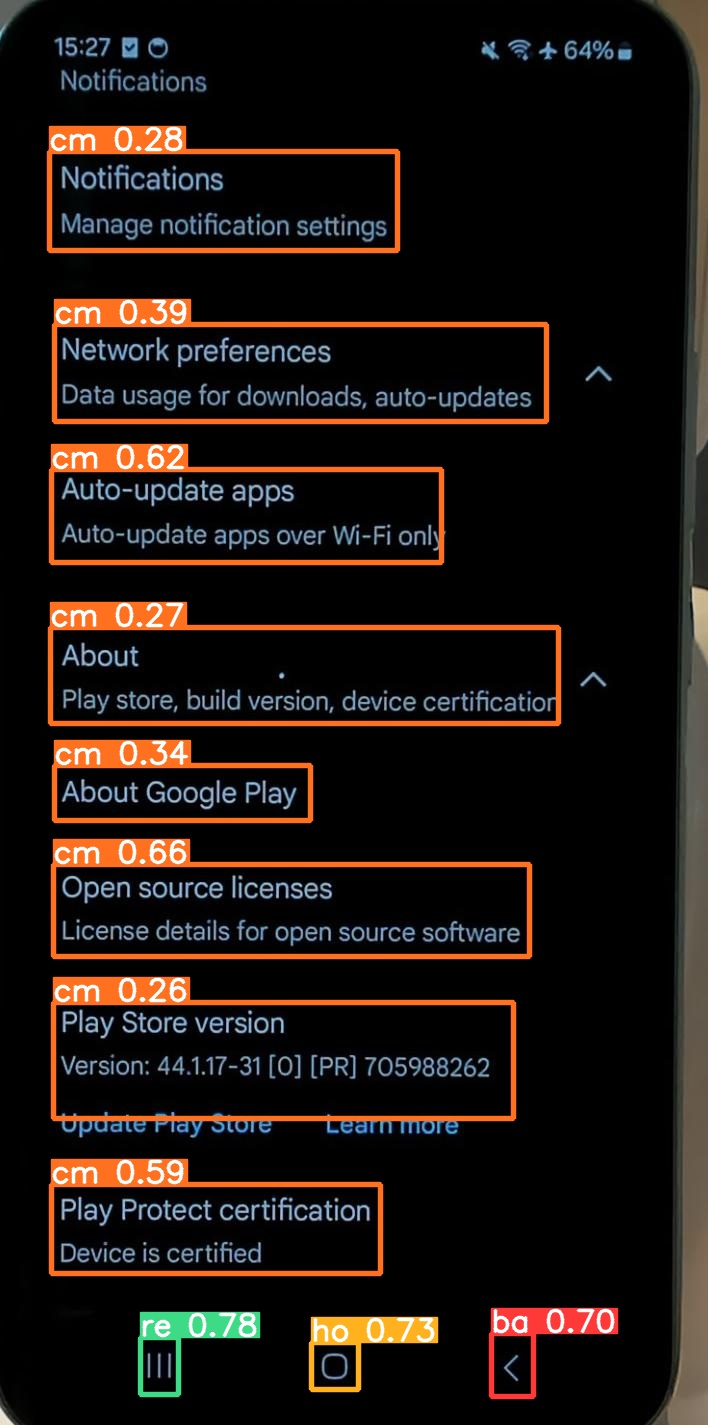 15:27 64%
Notifications
cm 0.28
Notifications
Manage notification settings
cm 0.39
Network preferences
Data usage for downloads, auto-updates
cm 0.62
Auto-update apps
Auto-update apps over Wi-Fi only
cm 0.27
About
Play store, build version, device certification
cm 0.34
About Google Play
cm 0.66
Open source licenses
License details for open source software
cm 0.26
Play Store version
Version: 44.1.17-31 [0] [PR] 705988262
Update Play Store Learn more
cm 0.59
Play Protect certification
Device is certified
re 0.78 ho 0.73 ba 0.70